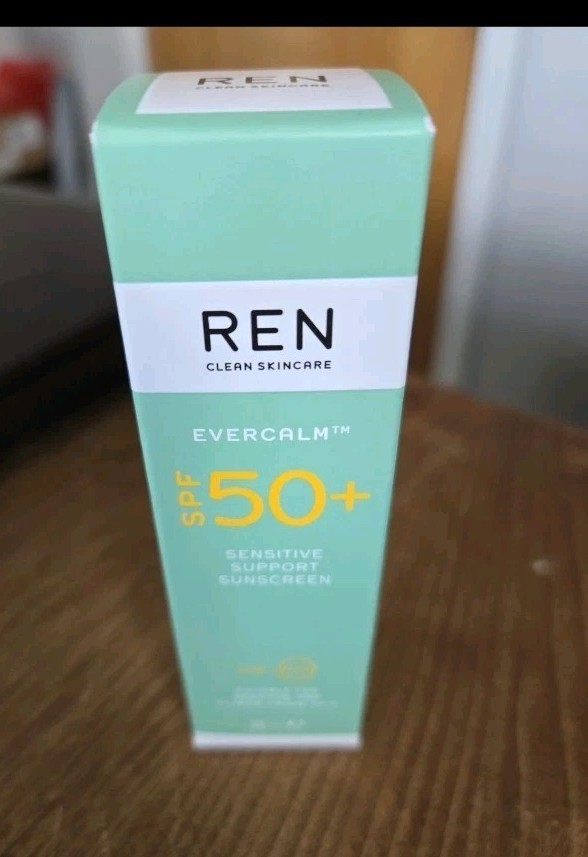 REN
CLEAN SKINCARE
REN
CLEAN SKINCARE
EVERCALM™
SPF
50+
SENSITIVE
SUPPORT
SUNSCREEN